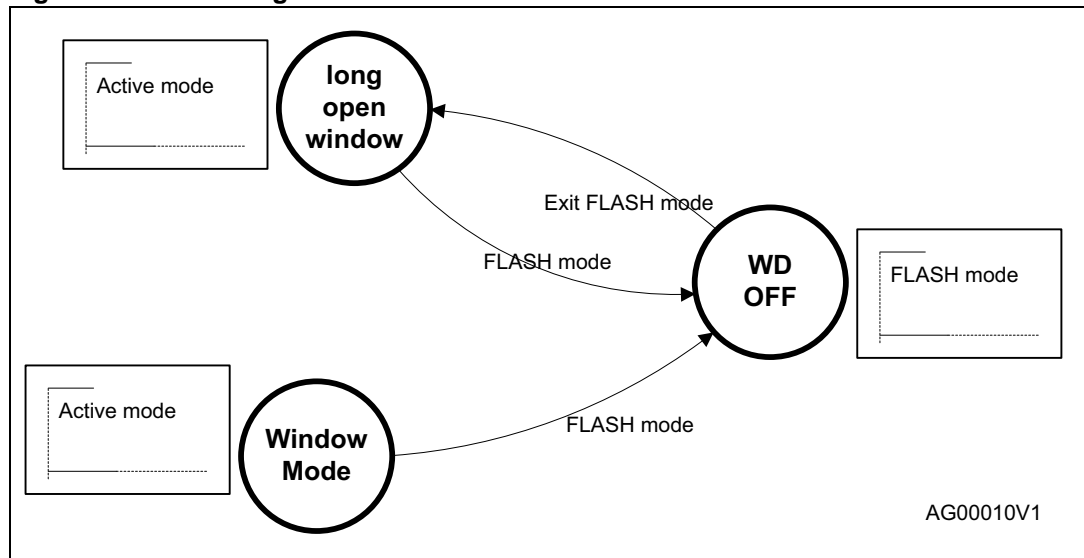 Active mode
long
open
window
Exit FLASH mode
FLASH mode
WD
OFF
FLASH mode
Active mode
Window
Mode
FLASH mode
AG00010V1